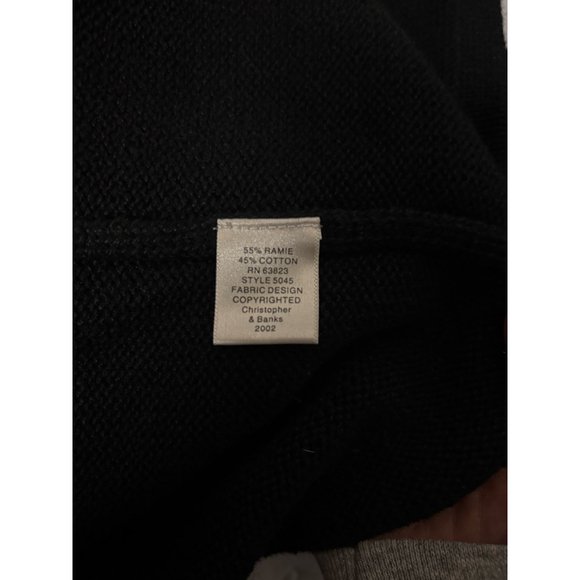 55% RAMIE
45% COTTON
RN 63823
STYLE 5045
FABRIC DESIGN
COPYRIGHTED
Christopher
& Banks
2002